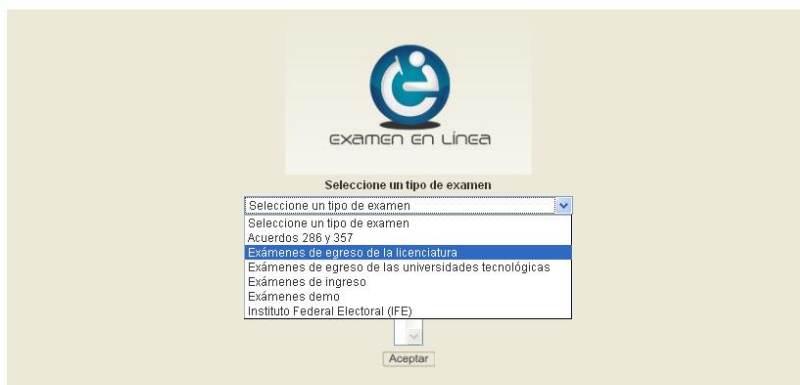 examen en línea
Seleccione un tipo de examen
Seleccione un tipo de examen
Seleccione un tipo de examen
Acuerdos 286 y 357
Exámenes de egreso de la licenciatura
Exámenes de egreso de las universidades tecnológicas
Exámenes de ingreso
Exámenes demo
Instituto Federal Electoral (IFE)
Aceptar